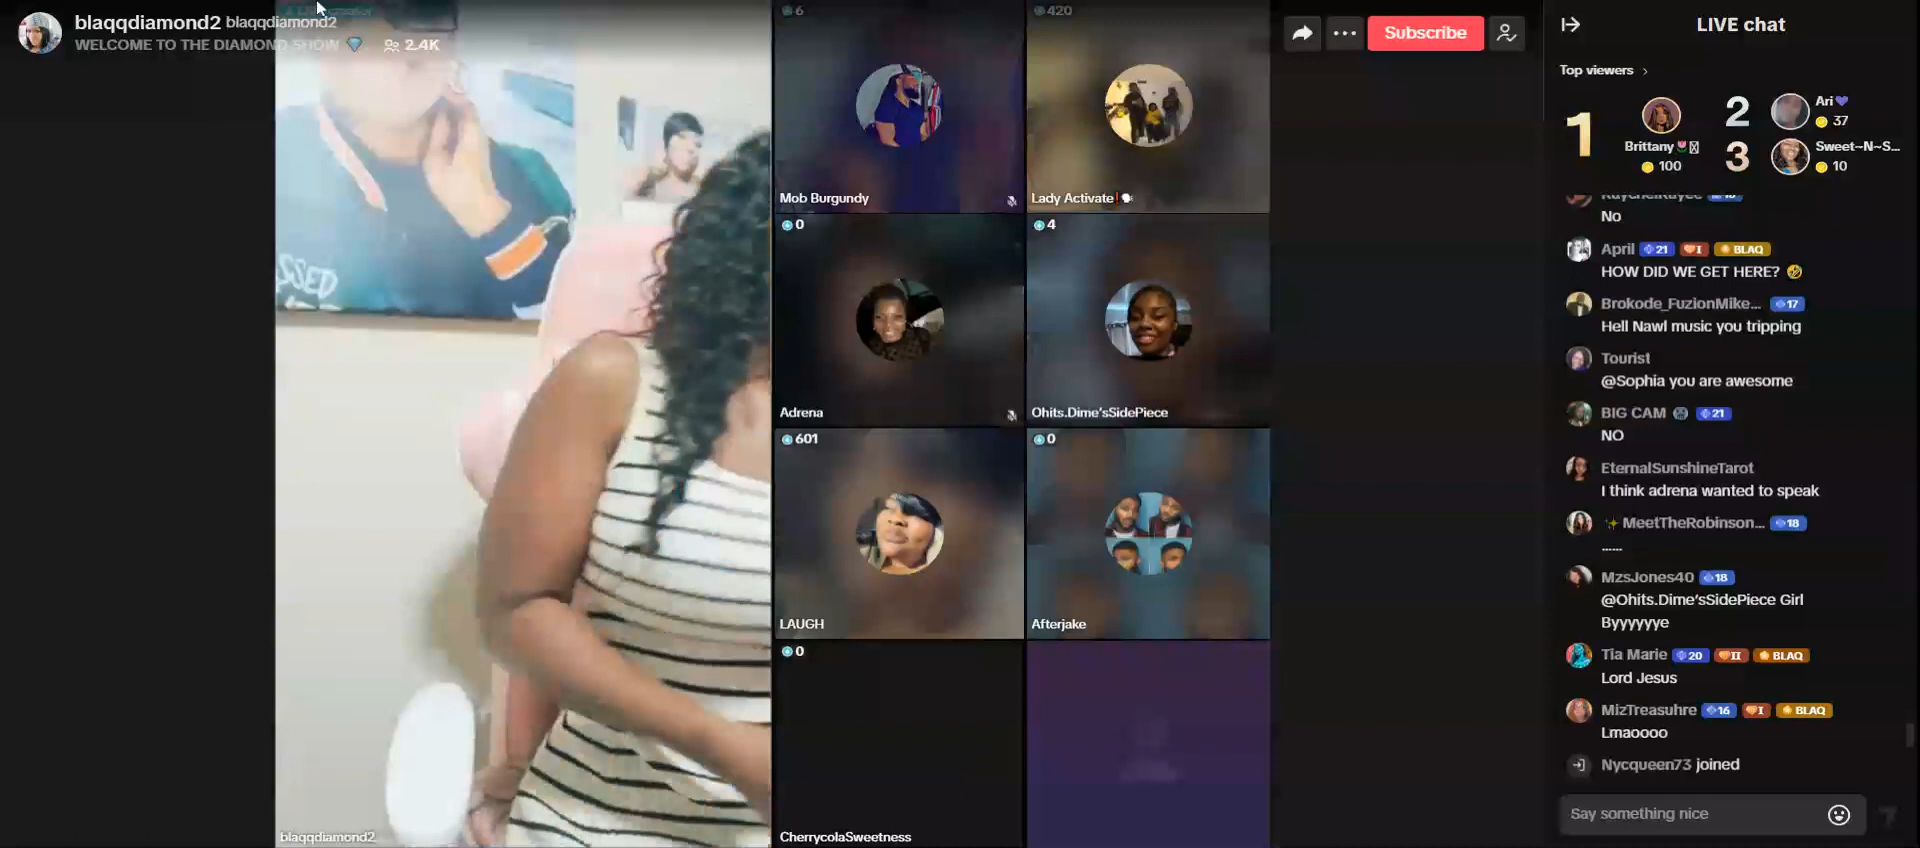 blaqqdiamond2 blaqqdiamond2
WELCOME TO THE DIAMOND SHOW
2.4K
SSED
blaqqdiamond2
6
Mob Burgundy
420
Lady Activate
0
Adrena
4
Ohits.Dime'sSidePiece
601
LAUGH
0
Afterjake
0
CherrycolaSweetness
Subscribe
LIVE chat
Top viewers >
1
Brittany
100
2
Ari
37
3
Sweet~N~S...
10
No
April 21 I BLAQ
HOW DID WE GET HERE?
Brokode_FuzionMike... 17
Hell Nawl music you tripping
Tourist
@Sophia you are awesome
BIG CAM 21
NO
EternalSunshineTarot
I think adrena wanted to speak
MeetTheRobinson... 18
......
MzsJones40 18
@Ohits.Dime'sSidePiece Girl
Byyyyyye
Tia Marie 20 II BLAQ
Lord Jesus
MizTreasuhre 16 I BLAQ
Lmaoooo
Nycqueen73 joined
Say something nice